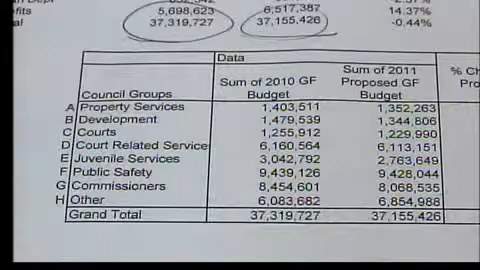 5,698,623 6,517,387 14.37%
37,319,727 37,155,426 -0.44%
Data
Sum of 2011
Sum of 2010 GF Proposed GF % Ch
Council Groups Budget Budget Pro
A Property Services 1,403,511 1,352,263
B Development 1,479,539 1,344,806
C Courts 1,255,912 1,229,990
D Court Related Service 6,160,564 6,113,151
E Juvenile Services 3,042,792 2,763,649
F Public Safety 9,439,126 9,428,044
G Commissioners 8,454,601 8,068,535
H Other 6,083,682 6,854,988
Grand Total 37,319,727 37,155,426